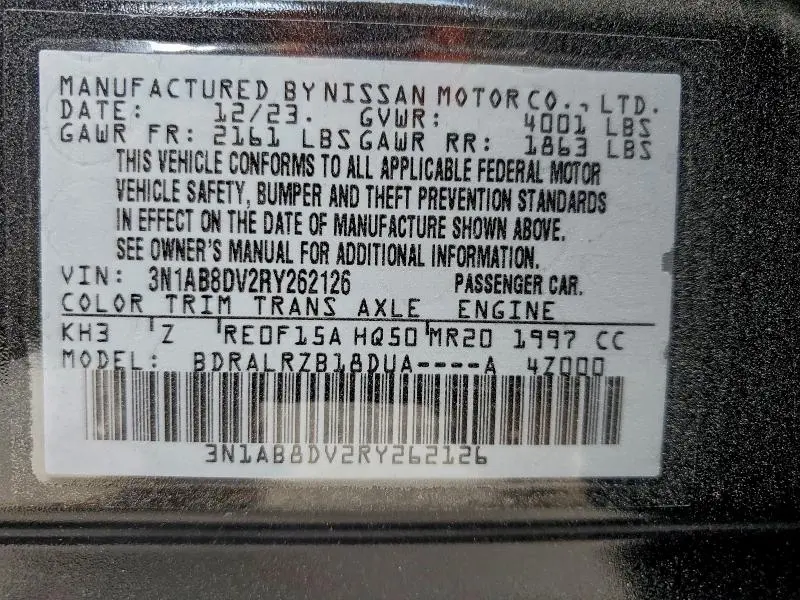 MANUFACTURED BY NISSAN MOTOR CO., LTD.
DATE: 12/23. GVWR: 4001 LBS
GAWR FR: 2161 LBS GAWR RR: 1863 LBS
THIS VEHICLE CONFORMS TO ALL APPLICABLE FEDERAL MOTOR
VEHICLE SAFETY, BUMPER AND THEFT PREVENTION STANDARDS
IN EFFECT ON THE DATE OF MANUFACTURE SHOWN ABOVE.
SEE OWNER'S MANUAL FOR ADDITIONAL INFORMATION.
VIN: 3N1AB8DV2RY262126 PASSENGER CAR.
COLOR TRIM TRANS AXLE ENGINE
KH3 Z RE0F15A HQ50 MR20 1997 CC
MODEL: BDRALRZB18DUA----A 4Z000
3N1AB8DV2RY262126